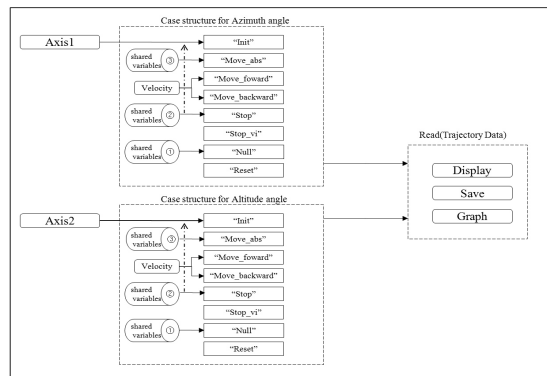 Case structure for Azimuth angle
Axis1
"Init"
shared variables ③
"Move_abs"
"Move_foward"
Velocity
"Move_backward"
shared variables ②
"Stop"
"Stop_vi"
shared variables ①
"Null"
"Reset"
Read(Trajectory Data)
Display
Save
Graph
Case structure for Altitude angle
Axis2
"Init"
shared variables ③
"Move_abs"
"Move_foward"
Velocity
"Move_backward"
shared variables ②
"Stop"
"Stop_vi"
shared variables ①
"Null"
"Reset"